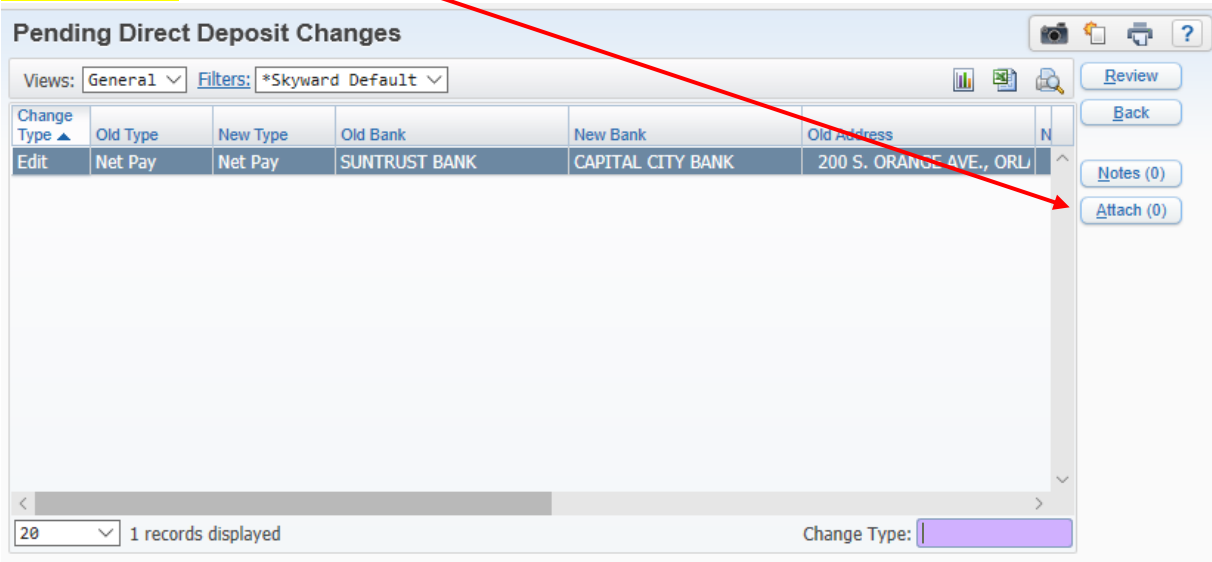 Pending Direct Deposit Changes
?
Views: General Filters: *Skyward Default
Review
Back
Change Type Old Type New Type Old Bank New Bank Old Address N
Edit Net Pay Net Pay SUNTRUST BANK CAPITAL CITY BANK 200 S. ORANGE AVE., ORL
Notes (0)
Attach (0)
20 1 records displayed Change Type: